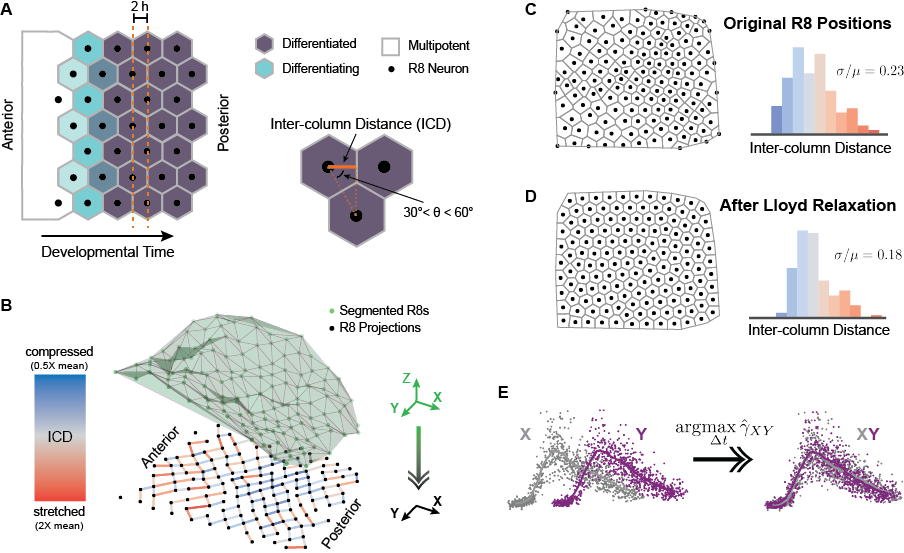 A
2 h
Anterior
Posterior
Developmental Time
Differentiated
Multipotent
Differentiating
R8 Neuron
Inter-column Distance (ICD)
30°< θ < 60°
B
Segmented R8s
R8 Projections
compressed
(0.5X mean)
ICD
stretched
(2X mean)
Anterior
Posterior
Z
Y
X
Y
X
C
Original R8 Positions
σ/μ = 0.23
Inter-column Distance
D
After Lloyd Relaxation
σ/μ = 0.18
Inter-column Distance
E
X
Y
argmax γ̂XY
Δt
XY